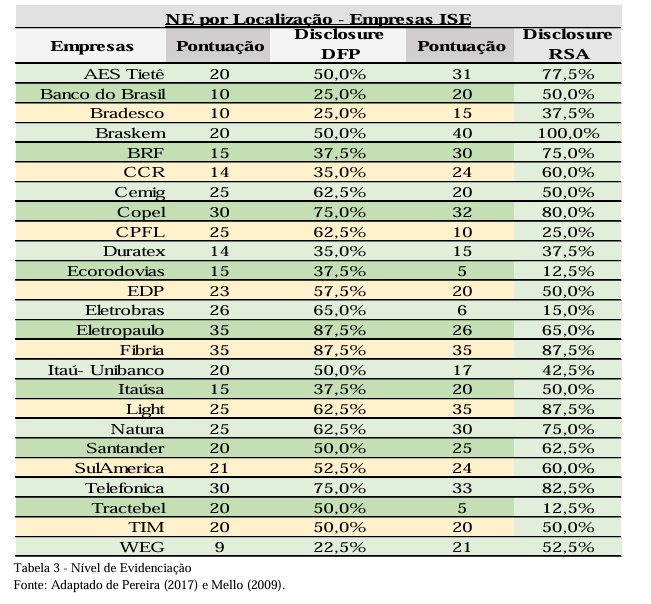 NE por Localização - Empresas ISE
Empresas Pontuação Disclosure DFP Pontuação Disclosure RSA
AES Tietê 20 50,0% 31 77,5%
Banco do Brasil 10 25,0% 20 50,0%
Bradesco 10 25,0% 15 37,5%
Braskem 20 50,0% 40 100,0%
BRF 15 37,5% 30 75,0%
CCR 14 35,0% 24 60,0%
Cemig 25 62,5% 20 50,0%
Copel 30 75,0% 32 80,0%
CPFL 25 62,5% 10 25,0%
Duratex 14 35,0% 15 37,5%
Ecorodovias 15 37,5% 5 12,5%
EDP 23 57,5% 20 50,0%
Eletrobras 26 65,0% 6 15,0%
Eletropaulo 35 87,5% 26 65,0%
Fibria 35 87,5% 35 87,5%
Itaú- Unibanco 20 50,0% 17 42,5%
Itaúsa 15 37,5% 20 50,0%
Light 25 62,5% 35 87,5%
Natura 25 62,5% 30 75,0%
Santander 20 50,0% 25 62,5%
SulAmerica 21 52,5% 24 60,0%
Telefonica 30 75,0% 33 82,5%
Tractebel 20 50,0% 5 12,5%
TIM 20 50,0% 20 50,0%
WEG 9 22,5% 21 52,5%
Tabela 3 - Nível de Evidenciação
Fonte: Adaptado de Pereira (2017) e Mello (2009).